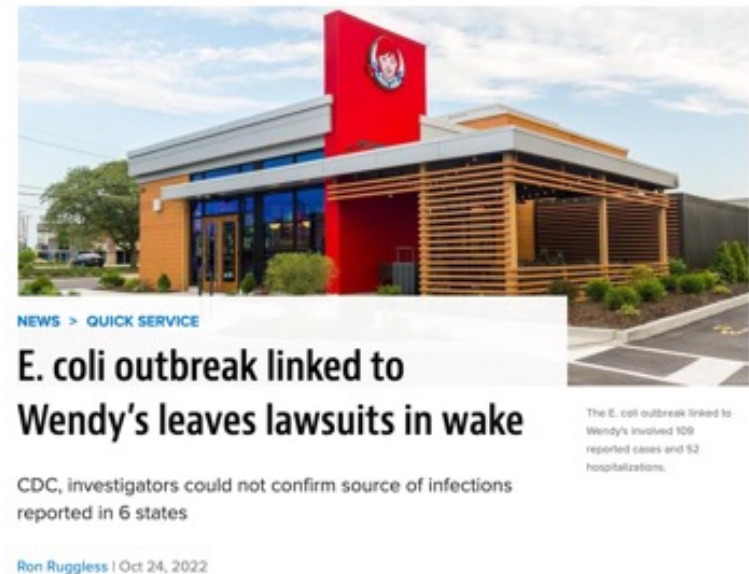 NEWS > QUICK SERVICE
E. coli outbreak linked to
Wendy's leaves lawsuits in wake
The E. coli outbreak linked to
Wendy's involved 109
reported cases and 52
hospitalizations.
CDC, investigators could not confirm source of infections
reported in 6 states
Ron Ruggless | Oct 24, 2022